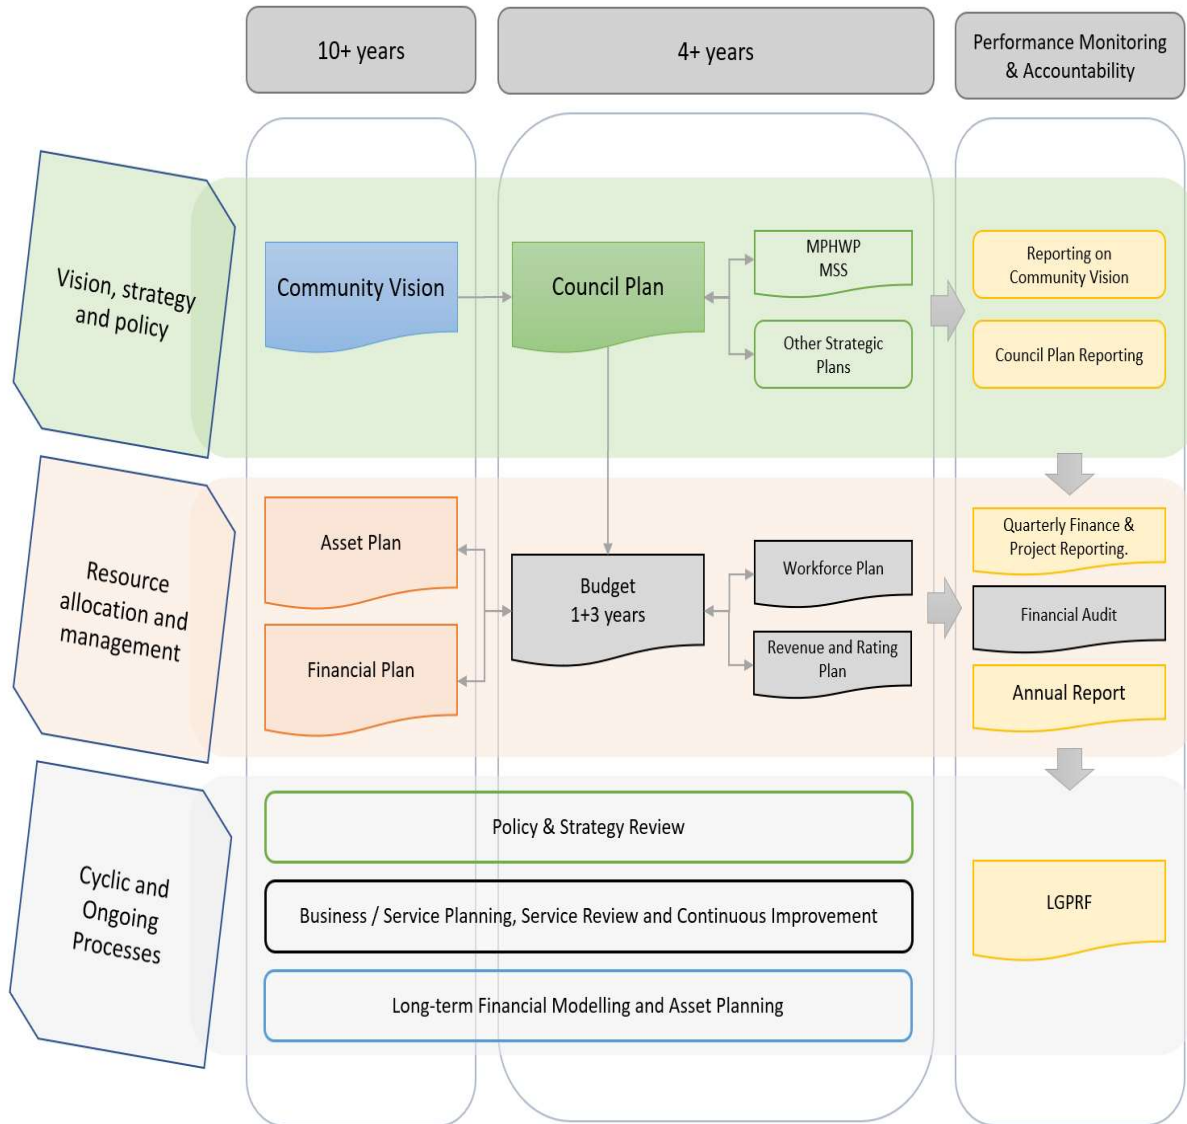 10+ years
4+ years
Performance Monitoring
& Accountability
Vision, strategy
and policy
Community Vision
Council Plan
MPHWP
MSS
Other Strategic
Plans
Reporting on
Community Vision
Council Plan Reporting
Resource
allocation and
management
Asset Plan
Financial Plan
Budget
1+3 years
Workforce Plan
Revenue and Rating
Plan
Quarterly Finance &
Project Reporting.
Financial Audit
Annual Report
Cyclic and
Ongoing
Processes
Policy & Strategy Review
Business / Service Planning, Service Review and Continuous Improvement
Long-term Financial Modelling and Asset Planning
LGPRF